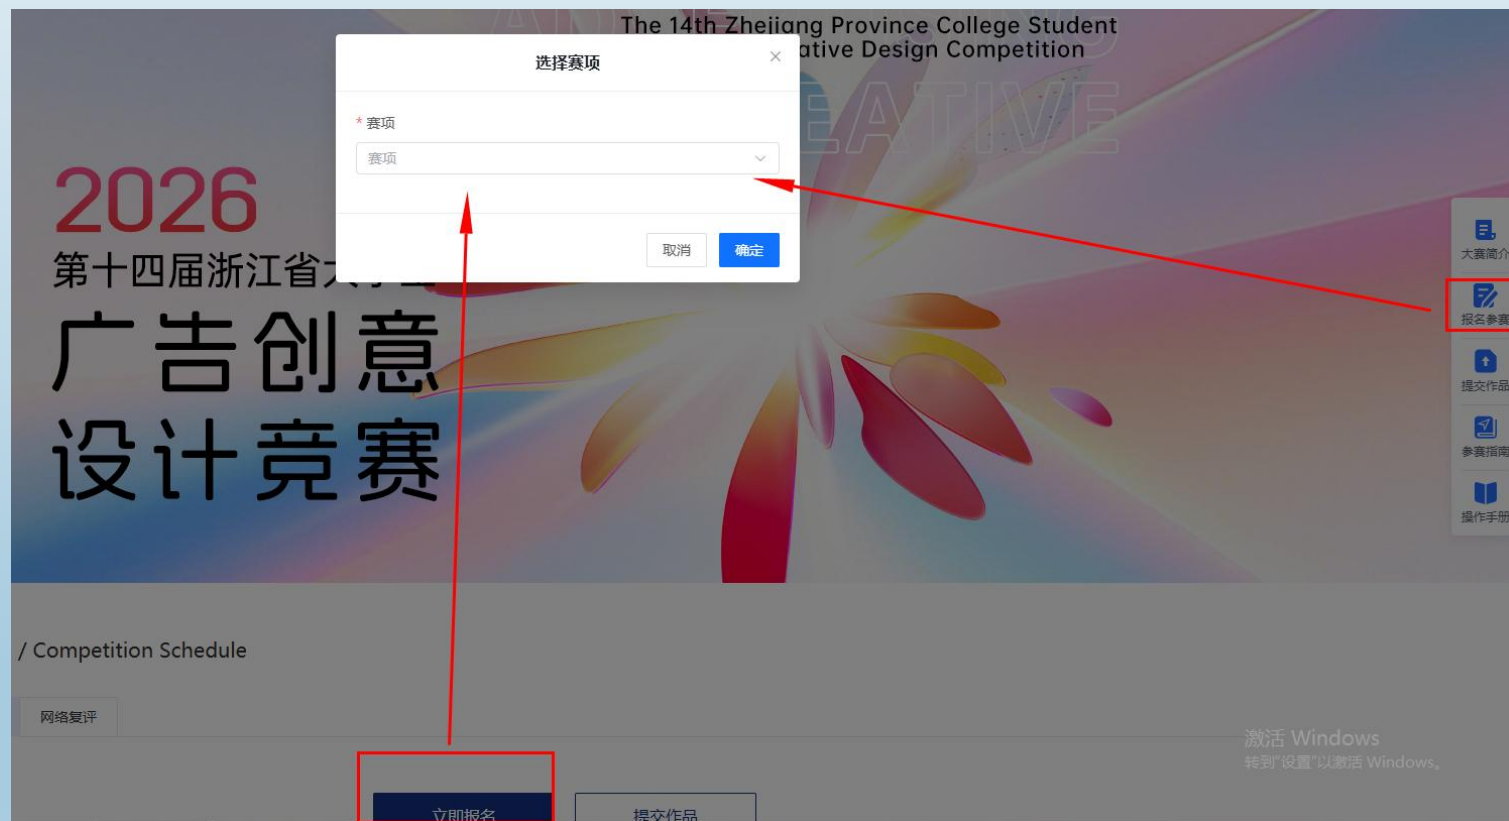 The 14th Zhejiang Province College Student
ative Design Competition
EATIVE
选择赛项
* 赛项
赛项
取消
确定
2026
第十四届浙江省大
广告创意
设计竞赛
大赛简介
报名参赛
提交作品
参赛指南
操作手册
/ Competition Schedule
网络复评
立即报名
提交作品
激活 Windows
转到"设置"以激活 Windows。